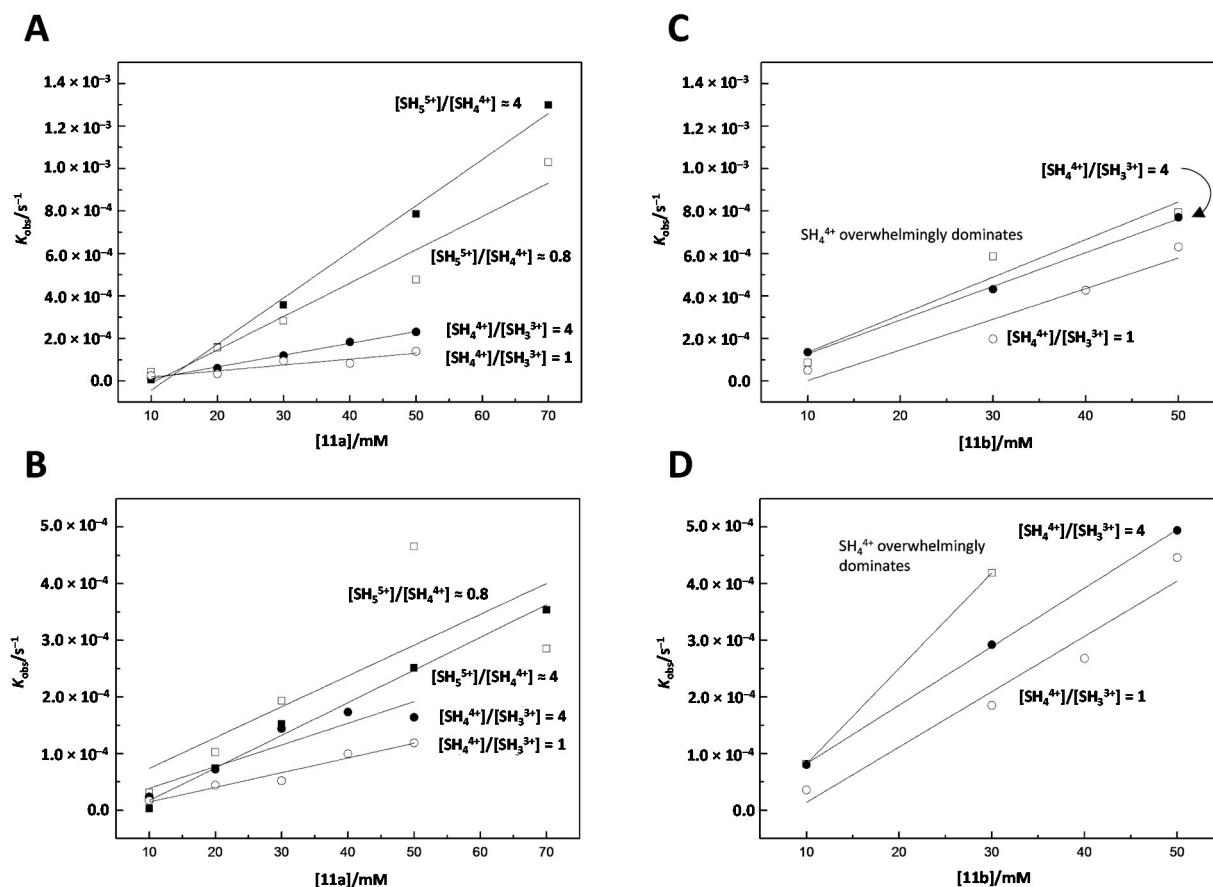 A
K_obs/s⁻¹
1.4 × 10⁻³
1.2 × 10⁻³
1.0 × 10⁻³
8.0 × 10⁻⁴
6.0 × 10⁻⁴
4.0 × 10⁻⁴
2.0 × 10⁻⁴
0.0
[SH₅⁵⁺]/[SH₄⁴⁺] ≈ 4
[SH₅⁵⁺]/[SH₄⁴⁺] ≈ 0.8
[SH₄⁴⁺]/[SH₃³⁺] = 4
[SH₄⁴⁺]/[SH₃³⁺] = 1
10 20 30 40 50 60 70
[11a]/mM
C
K_obs/s⁻¹
1.4 × 10⁻³
1.2 × 10⁻³
1.0 × 10⁻³
8.0 × 10⁻⁴
6.0 × 10⁻⁴
4.0 × 10⁻⁴
2.0 × 10⁻⁴
0.0
[SH₄⁴⁺]/[SH₃³⁺] = 4
SH₄⁴⁺ overwhelmingly dominates
[SH₄⁴⁺]/[SH₃³⁺] = 1
10 20 30 40 50
[11b]/mM
B
K_obs/s⁻¹
5.0 × 10⁻⁴
4.0 × 10⁻⁴
3.0 × 10⁻⁴
2.0 × 10⁻⁴
1.0 × 10⁻⁴
0.0
[SH₅⁵⁺]/[SH₄⁴⁺] ≈ 0.8
[SH₅⁵⁺]/[SH₄⁴⁺] ≈ 4
[SH₄⁴⁺]/[SH₃³⁺] = 4
[SH₄⁴⁺]/[SH₃³⁺] = 1
10 20 30 40 50 60 70
[11a]/mM
D
K_obs/s⁻¹
5.0 × 10⁻⁴
4.0 × 10⁻⁴
3.0 × 10⁻⁴
2.0 × 10⁻⁴
1.0 × 10⁻⁴
0.0
[SH₄⁴⁺]/[SH₃³⁺] = 4
SH₄⁴⁺ overwhelmingly
dominates
[SH₄⁴⁺]/[SH₃³⁺] = 1
10 20 30 40 50
[11b]/mM